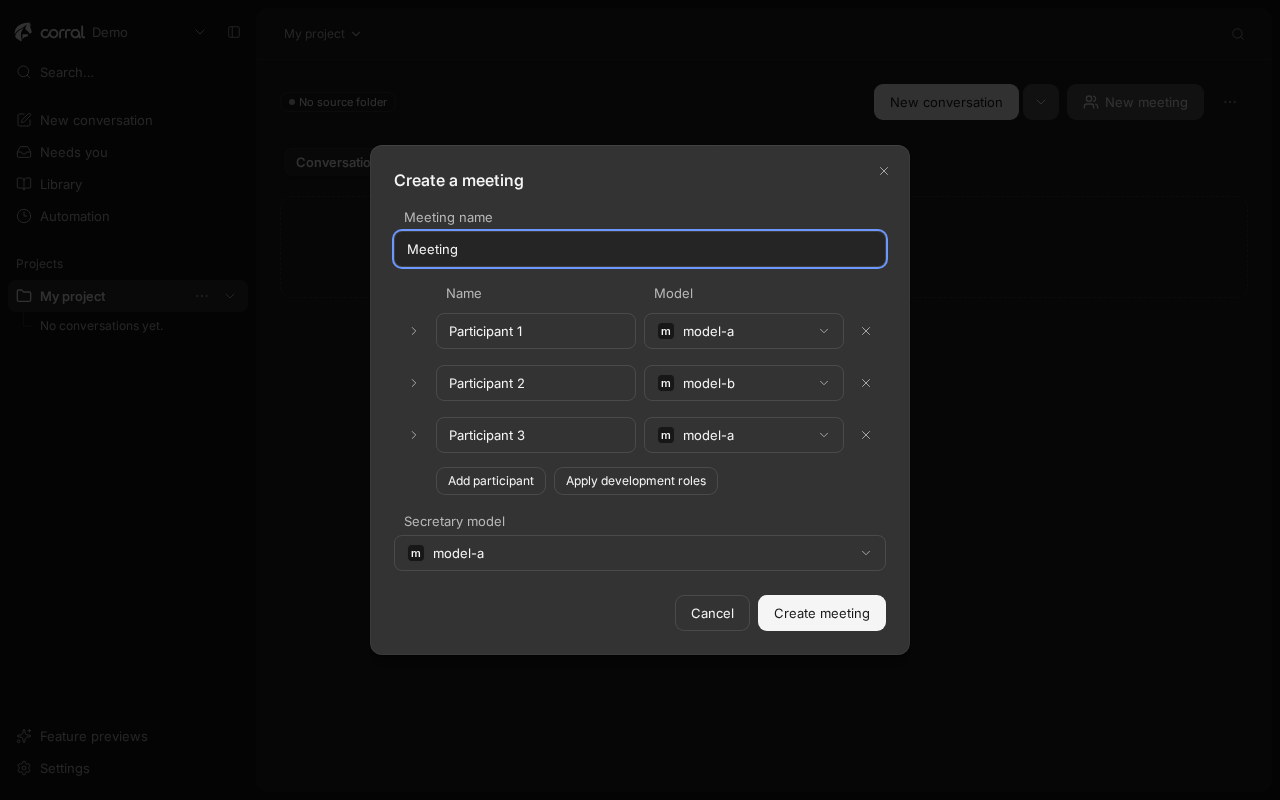 corral Demo
Search...
New conversation
Needs you
Library
Automation
Projects
My project
No conversations yet.
Feature previews
Settings
My project
No source folder
New conversation
New meeting
Conversatio
Create a meeting
Meeting name
Meeting
Name Model
Participant 1 m model-a
Participant 2 m model-b
Participant 3 m model-a
Add participant Apply development roles
Secretary model
m model-a
Cancel Create meeting